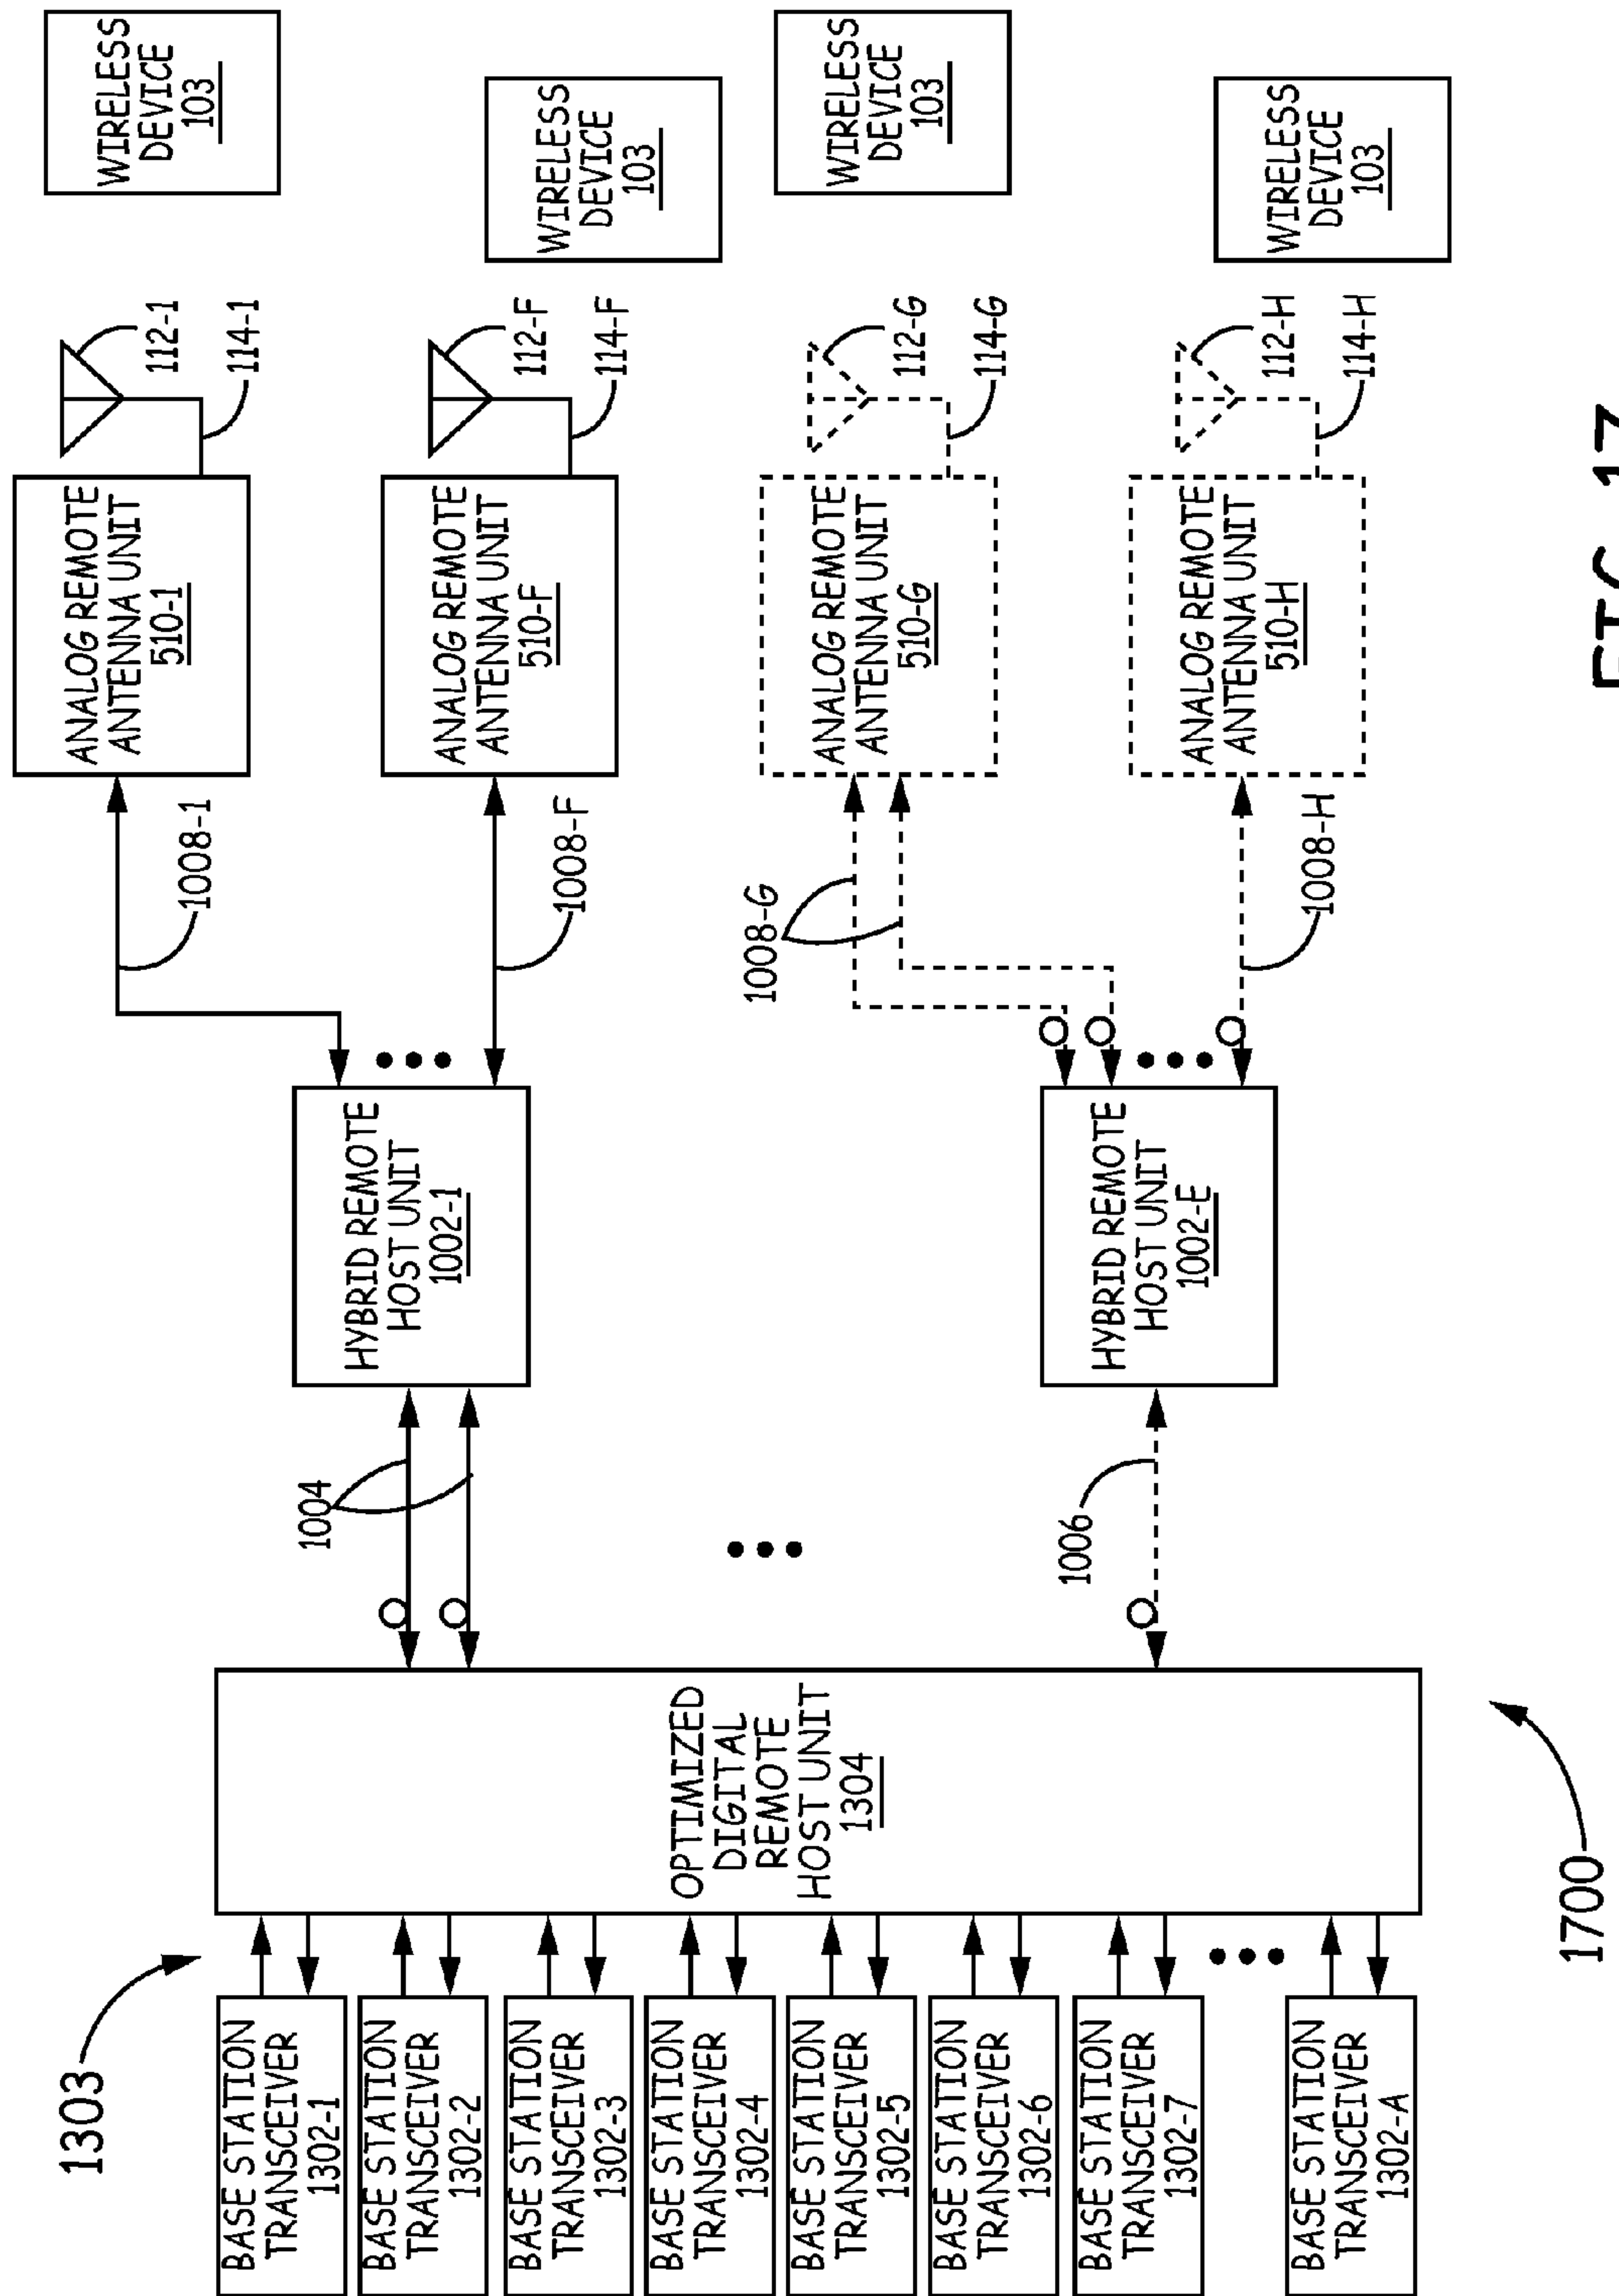 1303
BASE STATION
TRANSCEIVER
1302-1
BASE STATION
TRANSCEIVER
1302-2
BASE STATION
TRANSCEIVER
1302-3
BASE STATION
TRANSCEIVER
1302-4
BASE STATION
TRANSCEIVER
1302-5
BASE STATION
TRANSCEIVER
1302-6
BASE STATION
TRANSCEIVER
1302-7
BASE STATION
TRANSCEIVER
1302-A
OPTIMIZED
DIGITAL
REMOTE
HOST UNIT
1304
1700
1004
1006
HYBRID REMOTE
HOST UNIT
1002-1
HYBRID REMOTE
HOST UNIT
1002-E
1008-1
1008-F
1008-G
1008-H
ANALOG REMOTE
ANTENNA UNIT
510-1
ANALOG REMOTE
ANTENNA UNIT
510-F
ANALOG REMOTE
ANTENNA UNIT
510-G
ANALOG REMOTE
ANTENNA UNIT
510-H
112-1
114-1
112-F
114-F
112-G
114-G
112-H
114-H
WIRELESS
DEVICE
103
WIRELESS
DEVICE
103
WIRELESS
DEVICE
103
WIRELESS
DEVICE
103